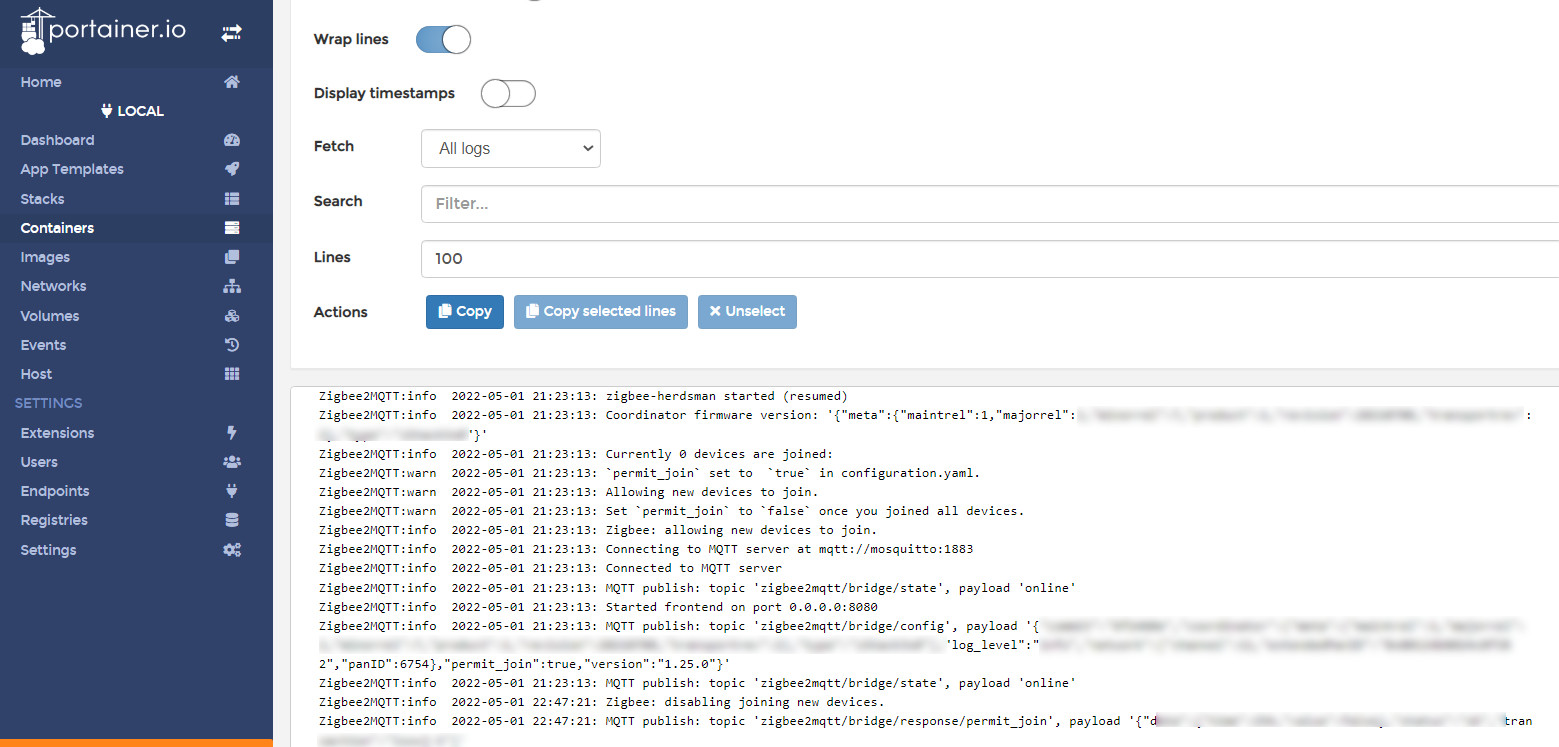 portainer.io
Home
LOCAL
Dashboard
App Templates
Stacks
Containers
Images
Networks
Volumes
Events
Host
SETTINGS
Extensions
Users
Endpoints
Registries
Settings
Wrap lines
Display timestamps
Fetch
All logs
Search
Filter...
Lines
100
Actions
Copy
Copy selected lines
Unselect
Zigbee2MQTT:info 2022-05-01 21:23:13: zigbee-herdsman started (resumed)
Zigbee2MQTT:info 2022-05-01 21:23:13: Coordinator firmware version: '{"meta":{"maintrel":1,"majorrel": :
'}'
Zigbee2MQTT:info 2022-05-01 21:23:13: Currently 0 devices are joined:
Zigbee2MQTT:warn 2022-05-01 21:23:13: `permit_join` set to `true` in configuration.yaml.
Zigbee2MQTT:warn 2022-05-01 21:23:13: Allowing new devices to join.
Zigbee2MQTT:warn 2022-05-01 21:23:13: Set `permit_join` to `false` once you joined all devices.
Zigbee2MQTT:info 2022-05-01 21:23:13: Zigbee: allowing new devices to join.
Zigbee2MQTT:info 2022-05-01 21:23:13: Connecting to MQTT server at mqtt://mosquitto:1883
Zigbee2MQTT:info 2022-05-01 21:23:13: Connected to MQTT server
Zigbee2MQTT:info 2022-05-01 21:23:13: MQTT publish: topic 'zigbee2mqtt/bridge/state', payload 'online'
Zigbee2MQTT:info 2022-05-01 21:23:13: Started frontend on port 0.0.0.0:8080
Zigbee2MQTT:info 2022-05-01 21:23:13: MQTT publish: topic 'zigbee2mqtt/bridge/config', payload '{
"log_level":"
2","panID":6754},"permit_join":true,"version":"1.25.0"}'
Zigbee2MQTT:info 2022-05-01 21:23:13: MQTT publish: topic 'zigbee2mqtt/bridge/state', payload 'online'
Zigbee2MQTT:info 2022-05-01 22:47:21: Zigbee: disabling joining new devices.
Zigbee2MQTT:info 2022-05-01 22:47:21: MQTT publish: topic 'zigbee2mqtt/bridge/response/permit_join', payload '{"d tran